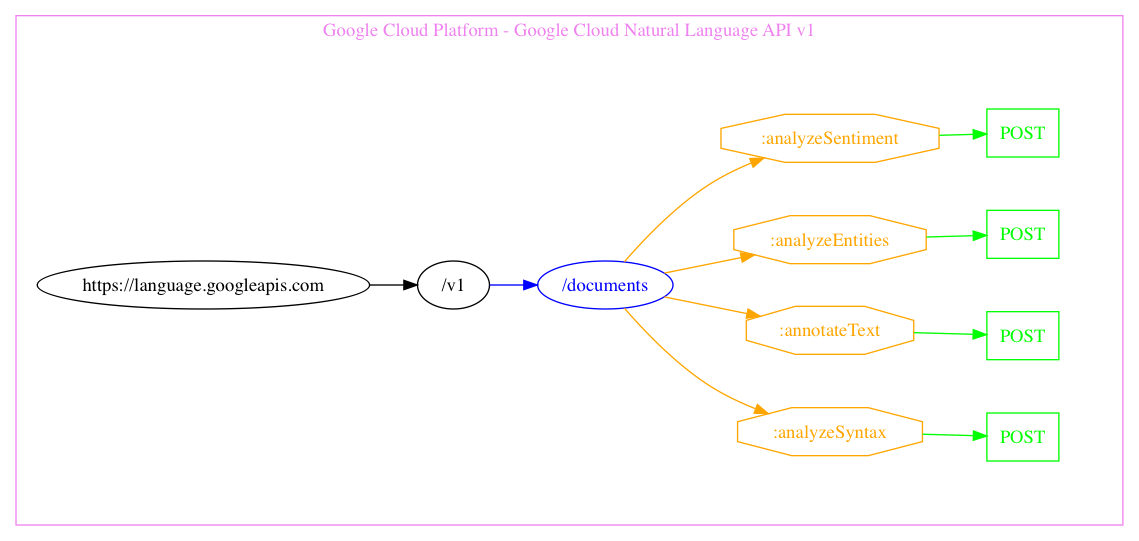 Google Cloud Platform - Google Cloud Natural Language API v1
https://language.googleapis.com
/v1
/documents
:analyzeSentiment
POST
:analyzeEntities
POST
:annotateText
POST
:analyzeSyntax
POST